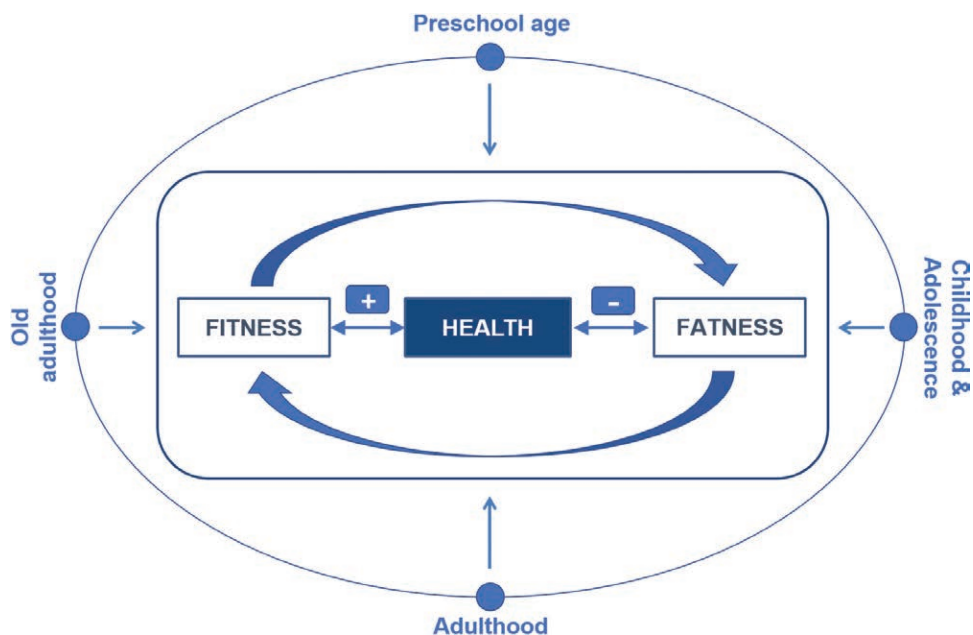 Preschool age
Old
adulthood
+
-
FITNESS
HEALTH
FATNESS
Childhood &
Adolescence
Adulthood